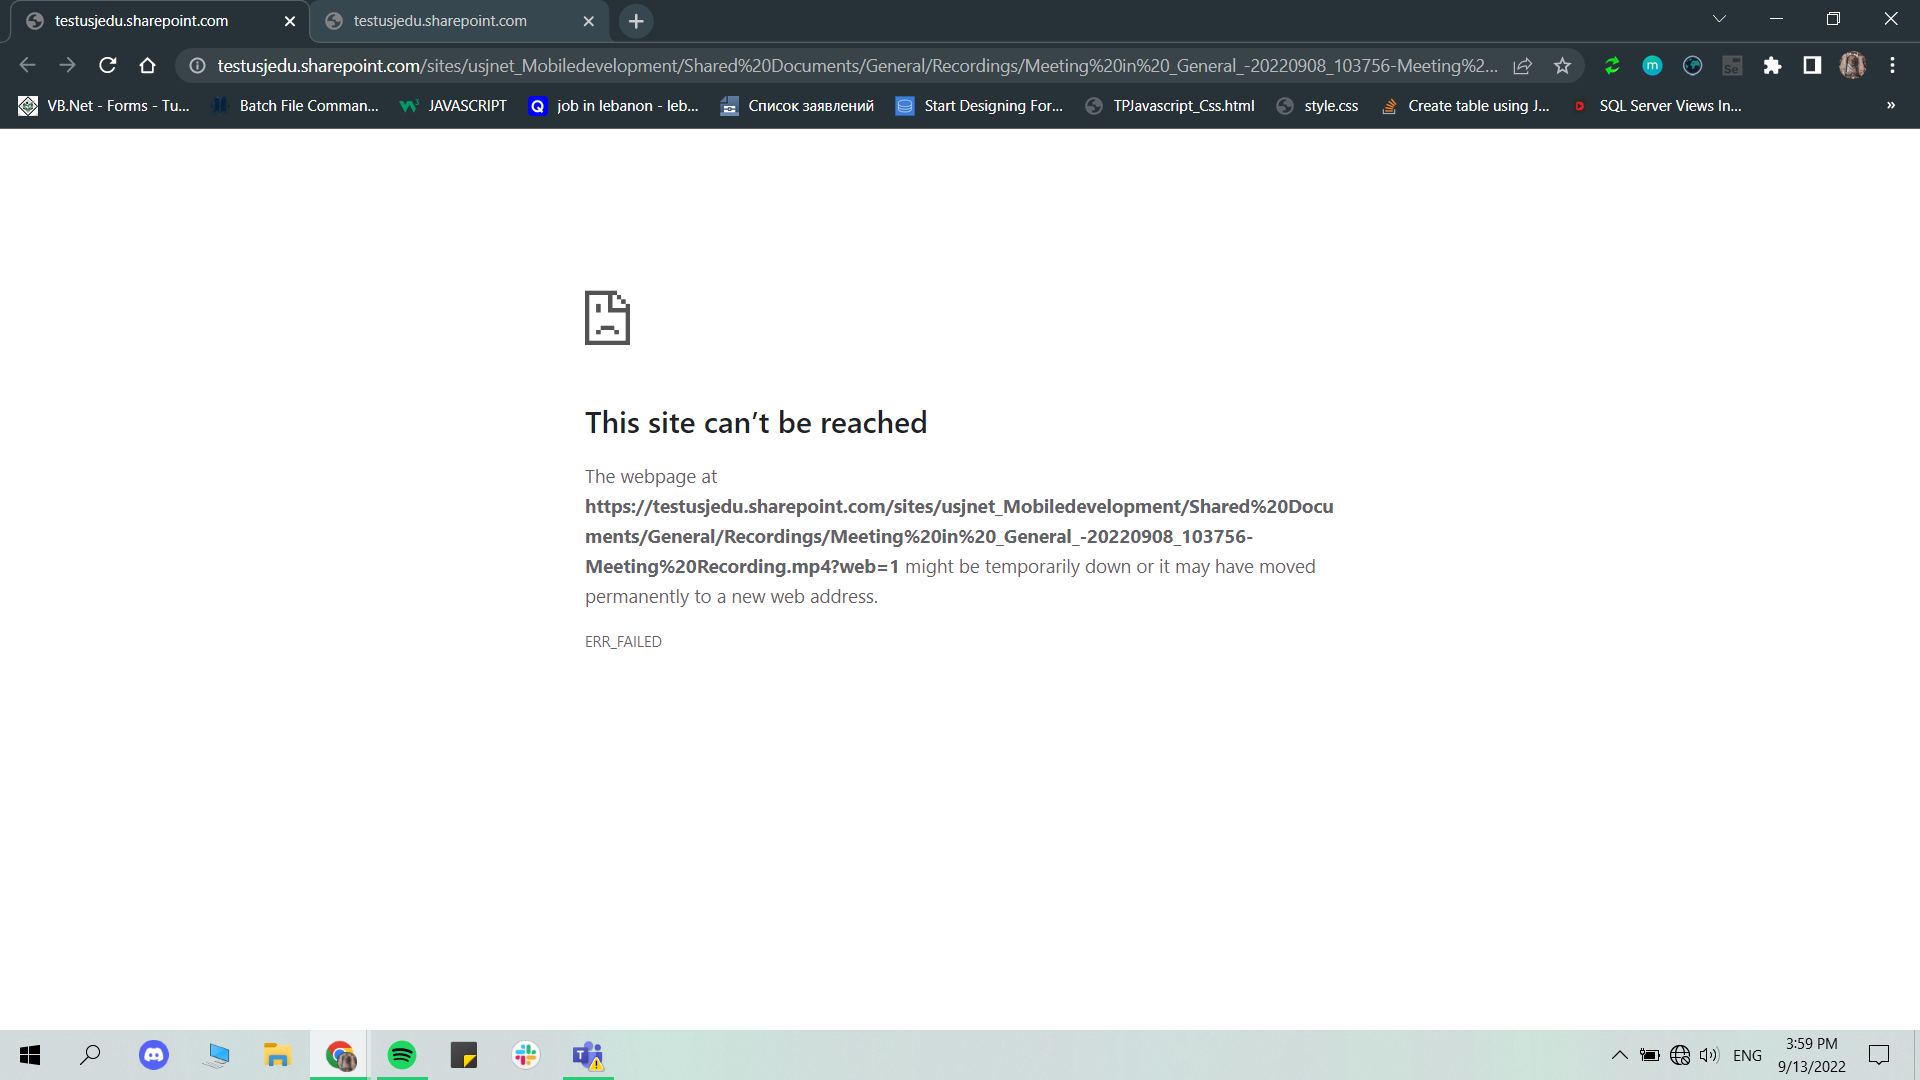 testusjedu.sharepoint.com
testusjedu.sharepoint.com
testusjedu.sharepoint.com/sites/usjnet_Mobiledevelopment/Shared%20Documents/General/Recordings/Meeting%20in%20_General_-20220908_103756-Meeting%2...
m
Se
VB.Net - Forms - Tu...
Batch File Comman...
JAVASCRIPT
Q
job in lebanon - leb...
Список заявлений
Start Designing For...
TPJavascript_Css.html
style.css
Create table using J...
D
SQL Server Views In...
»
This site can’t be reached
The webpage at
https://testusjedu.sharepoint.com/sites/usjnet_Mobiledevelopment/Shared%20Docu
ments/General/Recordings/Meeting%20in%20_General_-20220908_103756-
Meeting%20Recording.mp4?web=1 might be temporarily down or it may have moved
permanently to a new web address.
ERR_FAILED
T
ENG
3:59 PM
9/13/2022